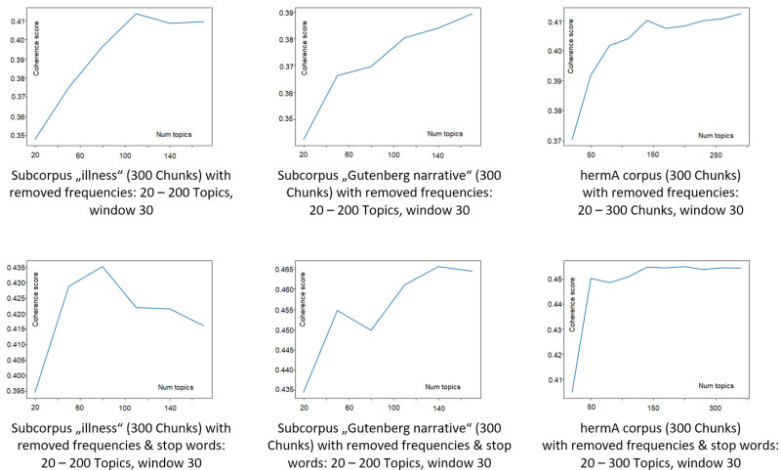 0.41
0.40
0.39
0.38
0.37
0.36
0.35
Coherence score
Num topics
20 60 100 140
Subcorpus „illness“ (300 Chunks) with
removed frequencies: 20 – 200 Topics,
window 30
0.39
0.38
0.37
0.36
0.35
Coherence score
Num topics
20 60 100 140
Subcorpus „Gutenberg narrative“ (300
Chunks) with removed frequencies:
20 – 200 Topics, window 30
0.41
0.40
0.39
0.38
0.37
Coherence score
Num topics
50 150 250
hermA corpus (300 Chunks)
with removed frequencies:
20 – 300 Chunks, window 30
0.435
0.430
0.425
0.420
0.415
0.410
0.405
0.400
0.395
Coherence score
Num topics
20 60 100 140
Subcorpus „illness“ (300 Chunks) with
removed frequencies & stop words:
20 – 200 Topics, window 30
0.465
0.460
0.455
0.450
0.445
0.440
0.435
Coherence score
Num topics
20 60 100 140
Subcorpus „Gutenberg narrative“ (300
Chunks) with removed frequencies & stop
words: 20 – 200 Topics, window 30
0.45
0.44
0.43
0.42
0.41
Coherence score
Num topics
50 150 300
hermA corpus (300 Chunks)
with removed frequencies & stop words:
20 – 300 Topics, window 30